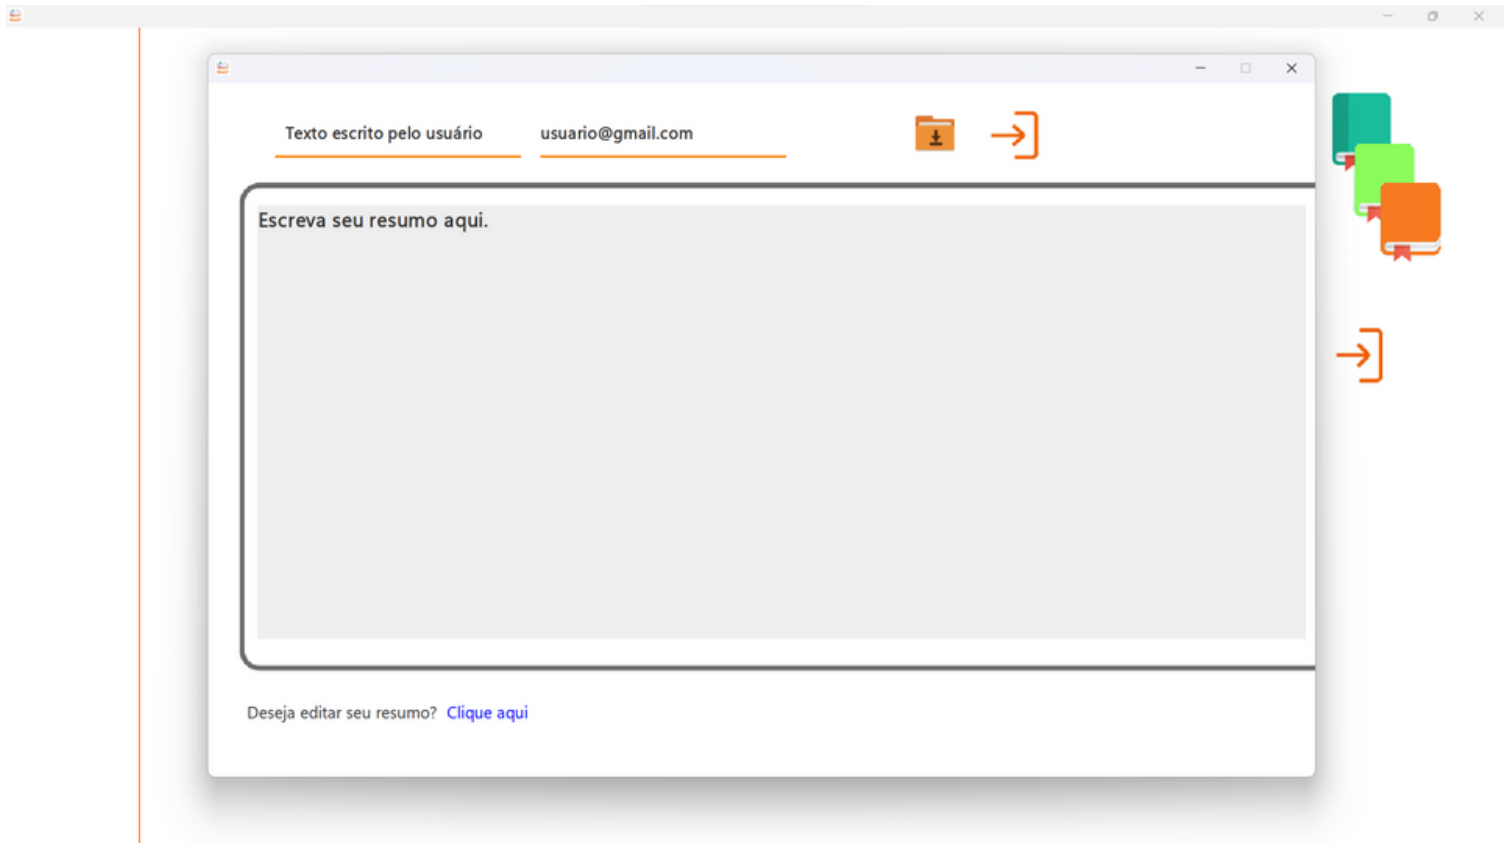 Texto escrito pelo usuário
usuario@gmail.com
Escreva seu resumo aqui.
Deseja editar seu resumo? Clique aqui